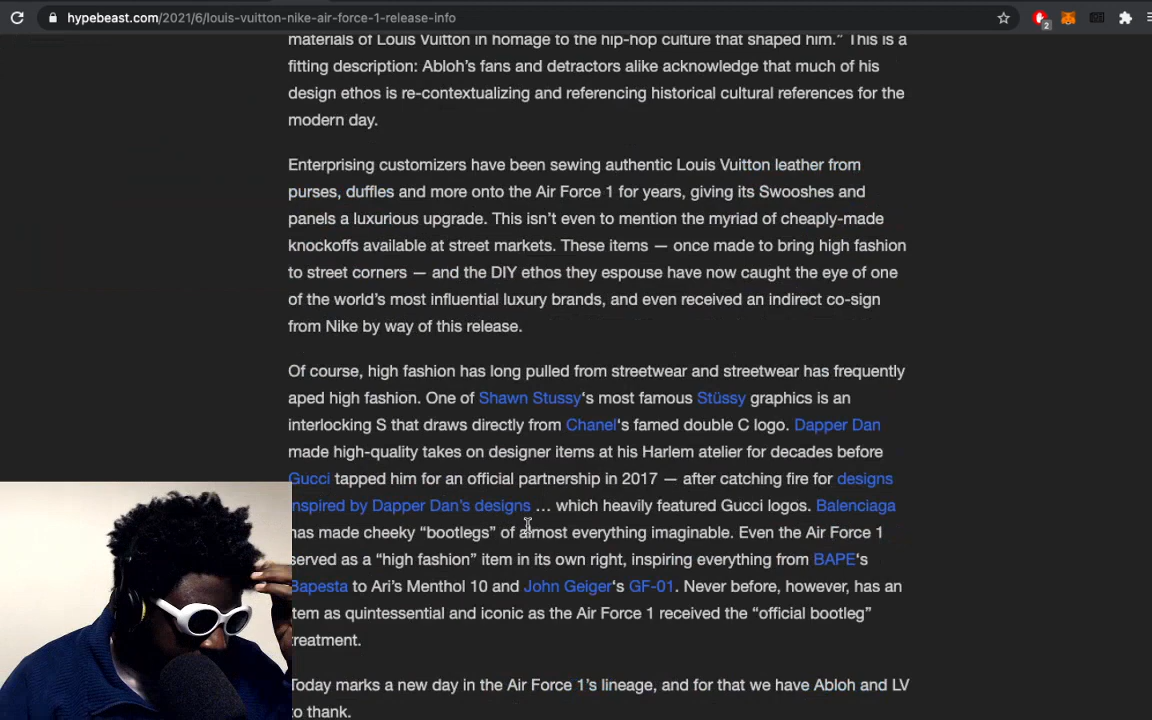 hypebeast.com/2021/6/louis-vuitton-nike-air-force-1-release-info
2
materials of Louis Vuitton in homage to the hip-hop culture that shaped him.” This is a
fitting description: Abloh’s fans and detractors alike acknowledge that much of his
design ethos is re-contextualizing and referencing historical cultural references for the
modern day.
Enterprising customizers have been sewing authentic Louis Vuitton leather from
purses, duffles and more onto the Air Force 1 for years, giving its Swooshes and
panels a luxurious upgrade. This isn’t even to mention the myriad of cheaply-made
knockoffs available at street markets. These items — once made to bring high fashion
to street corners — and the DIY ethos they espouse have now caught the eye of one
of the world’s most influential luxury brands, and even received an indirect co-sign
from Nike by way of this release.
Of course, high fashion has long pulled from streetwear and streetwear has frequently
aped high fashion. One of Shawn Stussy‘s most famous Stüssy graphics is an
interlocking S that draws directly from Chanel‘s famed double C logo. Dapper Dan
made high-quality takes on designer items at his Harlem atelier for decades before
Gucci tapped him for an official partnership in 2017 — after catching fire for designs
inspired by Dapper Dan’s designs … which heavily featured Gucci logos. Balenciaga
has made cheeky “bootlegs” of almost everything imaginable. Even the Air Force 1
served as a “high fashion” item in its own right, inspiring everything from BAPE‘s
Bapesta to Ari’s Menthol 10 and John Geiger‘s GF-01. Never before, however, has an
item as quintessential and iconic as the Air Force 1 received the “official bootleg”
treatment.
Today marks a new day in the Air Force 1’s lineage, and for that we have Abloh and LV
to thank.